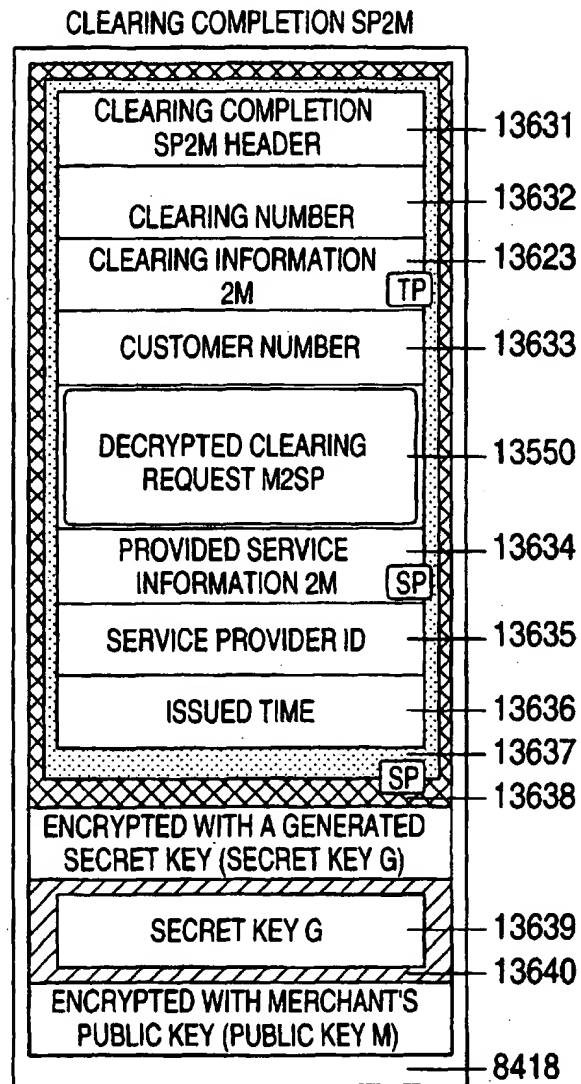 CLEARING COMPLETION SP2M
CLEARING COMPLETION
SP2M HEADER
13631
CLEARING NUMBER
13632
CLEARING INFORMATION
2M
TP
13623
CUSTOMER NUMBER
13633
DECRYPTED CLEARING
REQUEST M2SP
13550
PROVIDED SERVICE
INFORMATION 2M
SP
13634
SERVICE PROVIDER ID
13635
ISSUED TIME
13636
13637
SP
13638
ENCRYPTED WITH A GENERATED
SECRET KEY (SECRET KEY G)
SECRET KEY G
13639
13640
ENCRYPTED WITH MERCHANT'S
PUBLIC KEY (PUBLIC KEY M)
8418